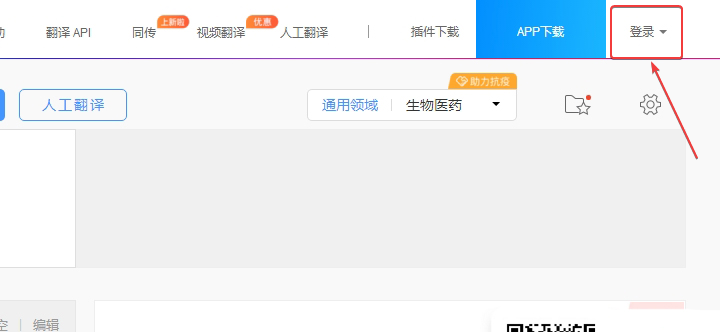 翻译 API
同传
上新啦
视频翻译
优惠
人工翻译
插件下载
APP下载
登录
助力抗疫
人工翻译
通用领域
生物医药
编辑